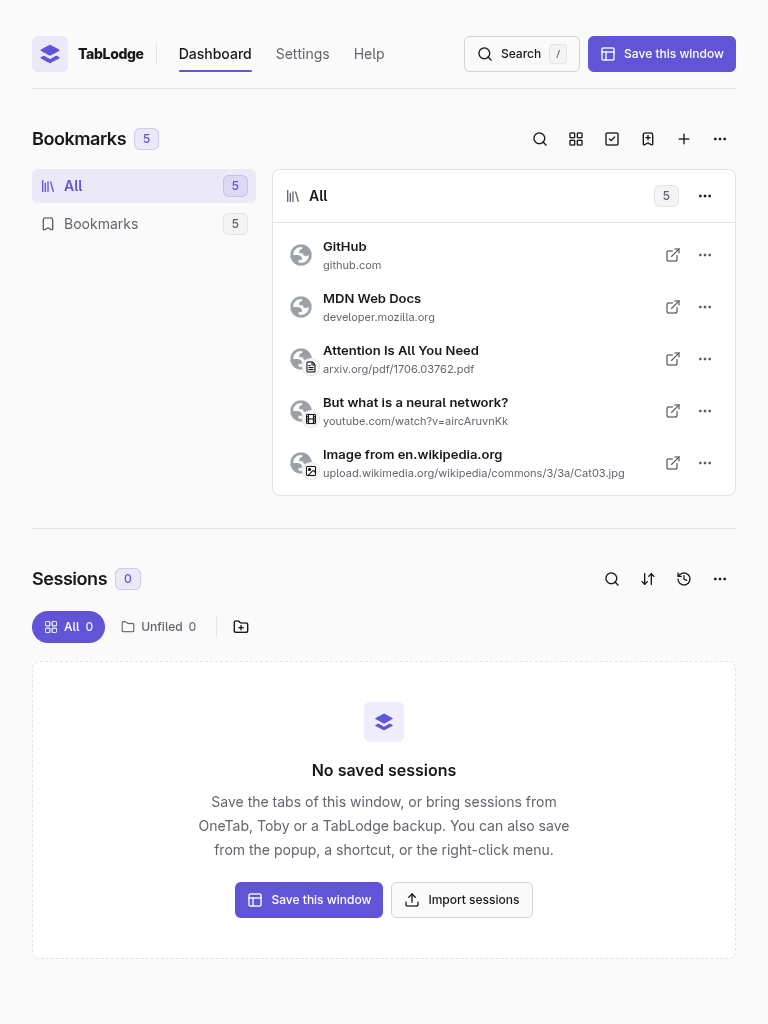 TabLodge
Dashboard
Settings
Help
Search /
Save this window
Bookmarks 5
All 5
Bookmarks 5
All 5
GitHub
github.com
MDN Web Docs
developer.mozilla.org
Attention Is All You Need
arxiv.org/pdf/1706.03762.pdf
But what is a neural network?
youtube.com/watch?v=aircAruvnKk
Image from en.wikipedia.org
upload.wikimedia.org/wikipedia/commons/3/3a/Cat03.jpg
Sessions 0
All 0
Unfiled 0
No saved sessions
Save the tabs of this window, or bring sessions from
OneTab, Toby or a TabLodge backup. You can also save
from the popup, a shortcut, or the right-click menu.
Save this window
Import sessions